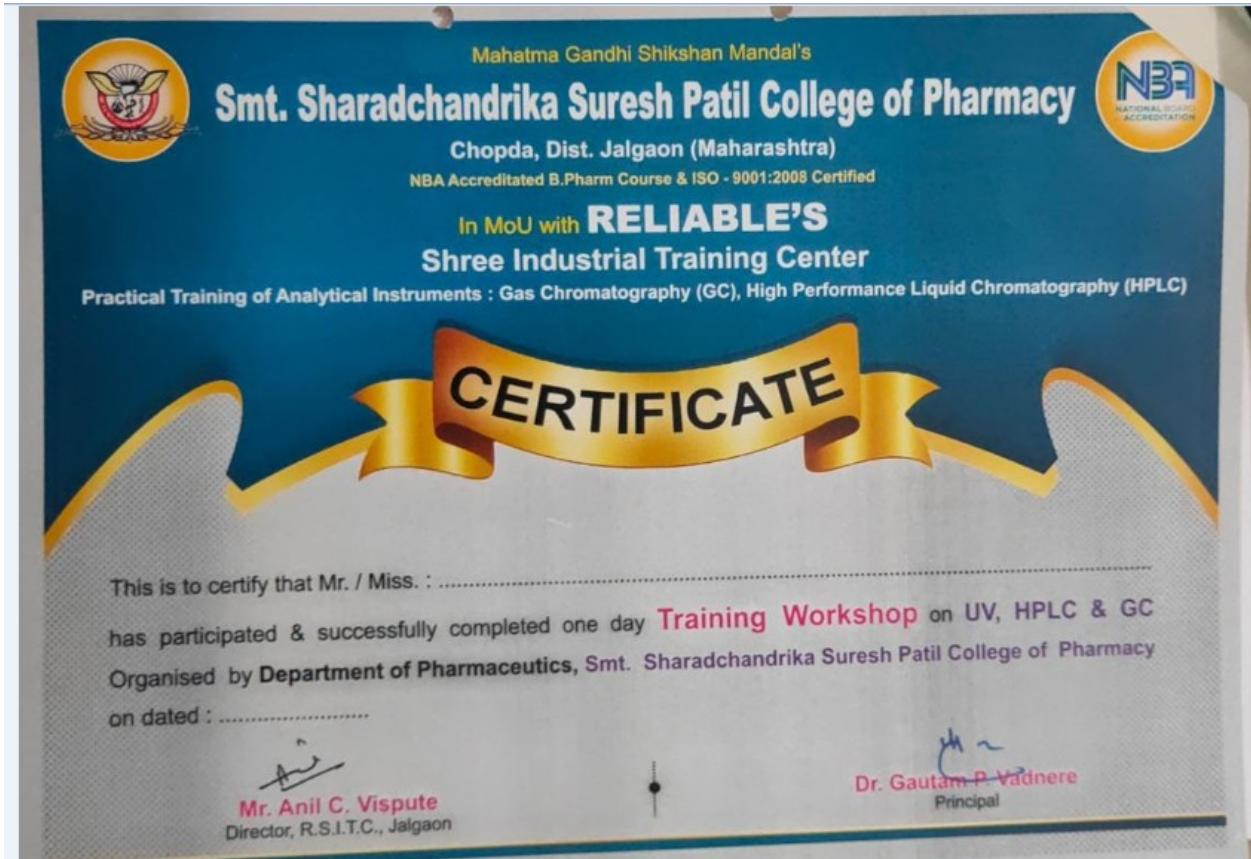 Mahatma Gandhi Shikshan Mandal's
Smt. Sharadchandrika Suresh Patil College of Pharmacy
NBA
NATIONAL BOARD
ACCREDITATION
Chopda, Dist. Jalgaon (Maharashtra)
NBA Accreditated B.Pharm Course & ISO - 9001:2008 Certified
In MoU with RELIABLE'S
Shree Industrial Training Center
Practical Training of Analytical Instruments : Gas Chromatography (GC), High Performance Liquid Chromatography (HPLC)
CERTIFICATE
This is to certify that Mr. / Miss. : ....................................................................................
has participated & successfully completed one day Training Workshop on UV, HPLC & GC
Organised by Department of Pharmaceutics, Smt. Sharadchandrika Suresh Patil College of Pharmacy
on dated : .........................
Mr. Anil C. Vispute
Director, R.S.I.T.C., Jalgaon
Dr. Gautam P. Vadnere
Principal